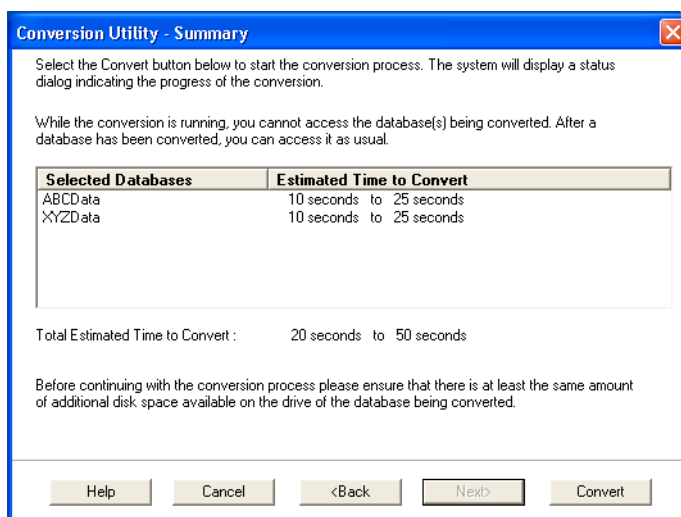 Conversion Utility - Summary
Select the Convert button below to start the conversion process. The system will display a status
dialog indicating the progress of the conversion.
While the conversion is running, you cannot access the database(s) being converted. After a
database has been converted, you can access it as usual.
Selected Databases Estimated Time to Convert
ABCData 10 seconds to 25 seconds
XYZData 10 seconds to 25 seconds
Total Estimated Time to Convert : 20 seconds to 50 seconds
Before continuing with the conversion process please ensure that there is at least the same amount
of additional disk space available on the drive of the database being converted.
Help Cancel <Back Next> Convert